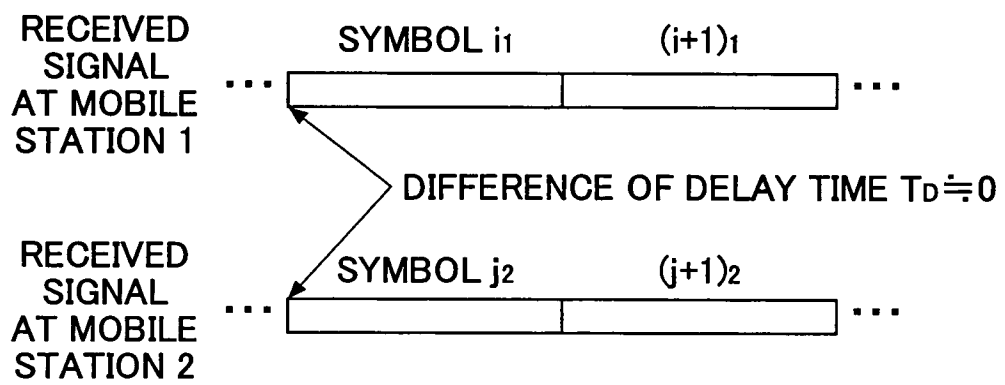 RECEIVED
SIGNAL
AT MOBILE
STATION 1
... SYMBOL i1 (i+1)1 ...
DIFFERENCE OF DELAY TIME TD≒0
RECEIVED
SIGNAL
AT MOBILE
STATION 2
... SYMBOL j2 (j+1)2 ...